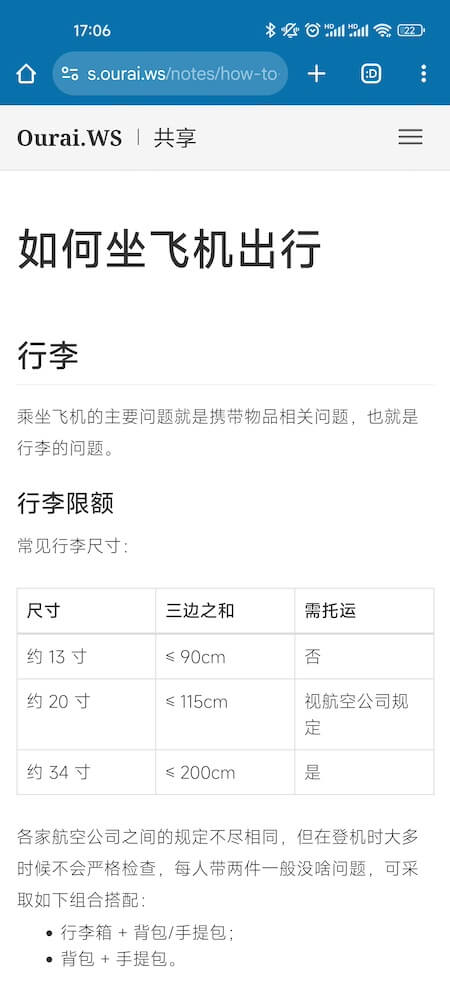 17:06
HD HD 22
s.ourai.ws/notes/how-to
:D
Ourai.WS | 共享
如何坐飞机出行
行李
乘坐飞机的主要问题就是携带物品相关问题，也就是
行李的问题。
行李限额
常见行李尺寸：
尺寸 三边之和 需托运
约 13 寸 ≤ 90cm 否
约 20 寸 ≤ 115cm 视航空公司规
定
约 34 寸 ≤ 200cm 是
各家航空公司之间的规定不尽相同，但在登机时大多
时候不会严格检查，每人带两件一般没啥问题，可采
取如下组合搭配：
• 行李箱 + 背包/手提包；
• 背包 + 手提包。